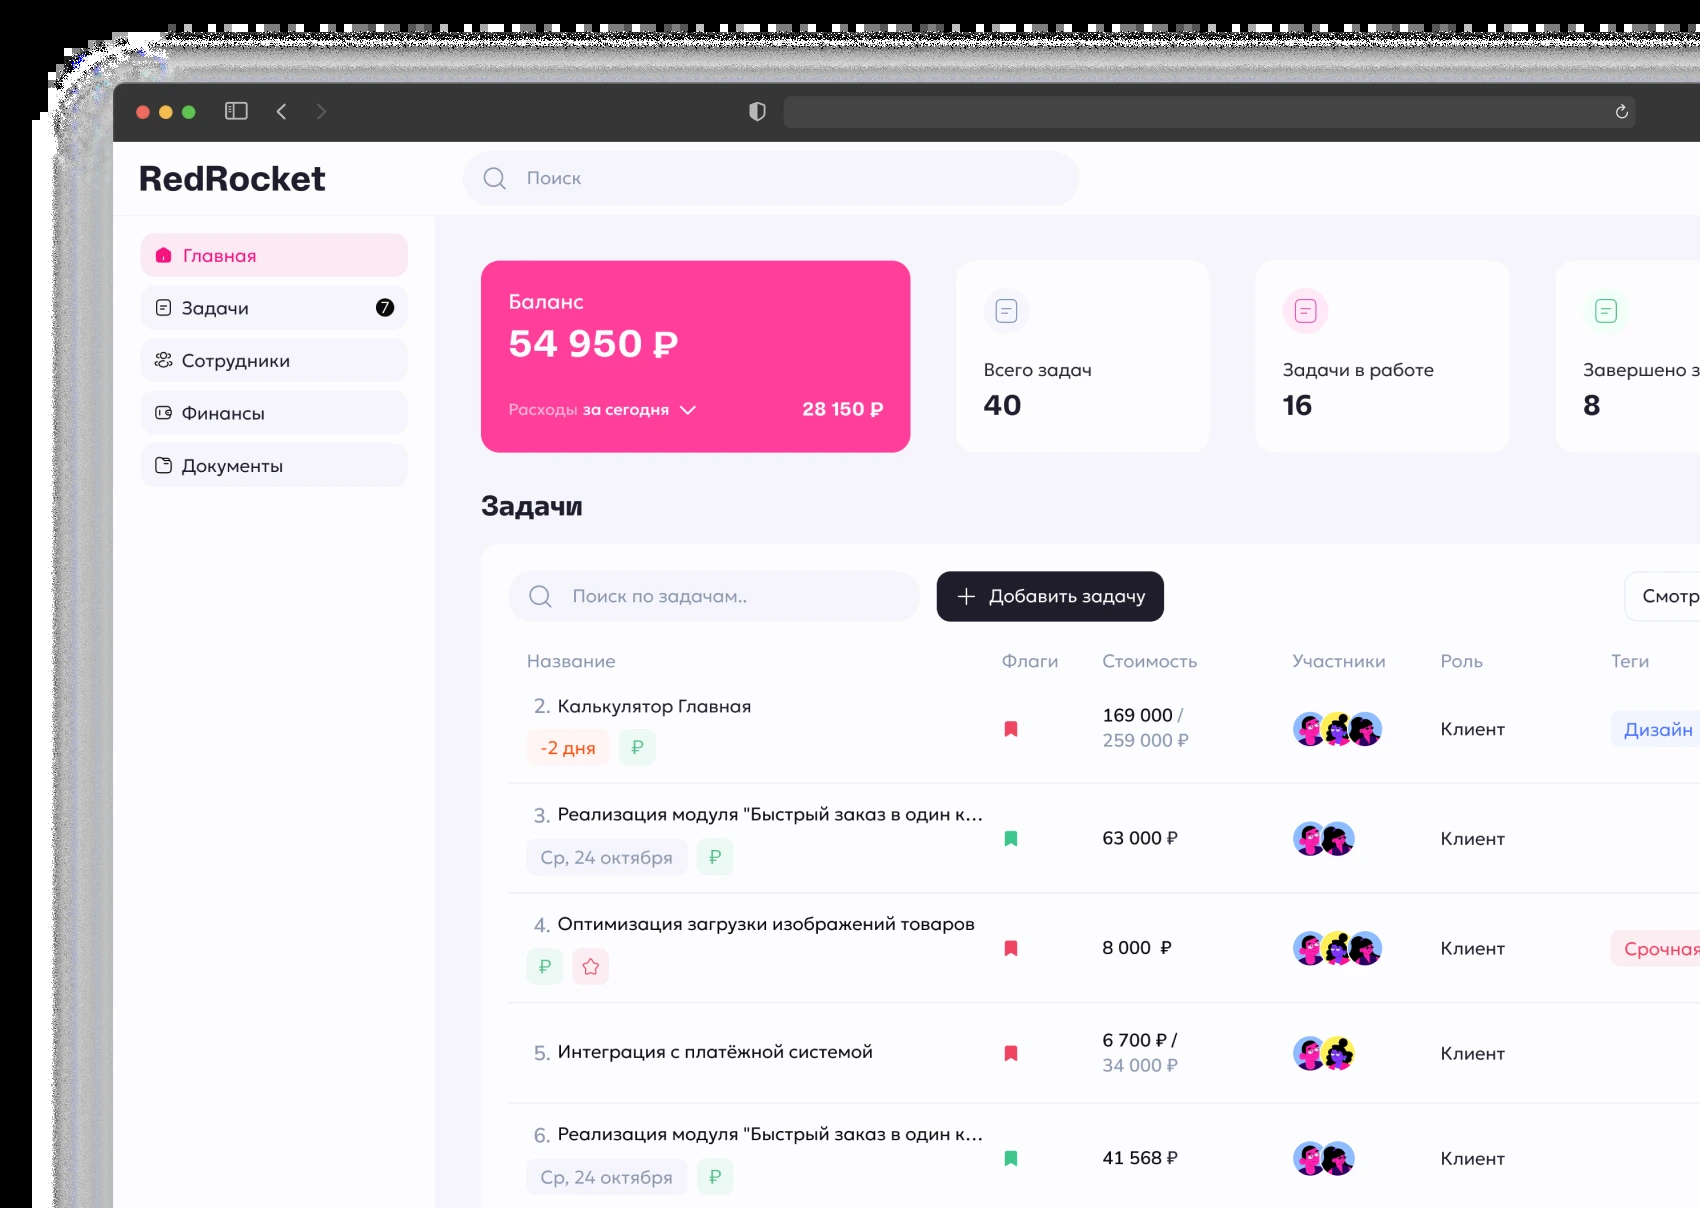 RedRocket
Поиск
Главная
Задачи
7
Сотрудники
Финансы
Документы
Баланс
54 950 ₽
Расходы за сегодня
28 150 ₽
Всего задач
40
Задачи в работе
16
Завершено з
8
Задачи
Поиск по задачам..
Добавить задачу
Смотр
Название
Флаги
Стоимость
Участники
Роль
Теги
2. Калькулятор Главная
-2 дня
₽
169 000 /
259 000 ₽
Клиент
Дизайн
3. Реализация модуля "Быстрый заказ в один к...
Ср, 24 октября
₽
63 000 ₽
Клиент
4. Оптимизация загрузки изображений товаров
₽
8 000 ₽
Клиент
Срочная
5. Интеграция с платёжной системой
6 700 ₽ /
34 000 ₽
Клиент
6. Реализация модуля "Быстрый заказ в один к...
Ср, 24 октября
₽
41 568 ₽
Клиент